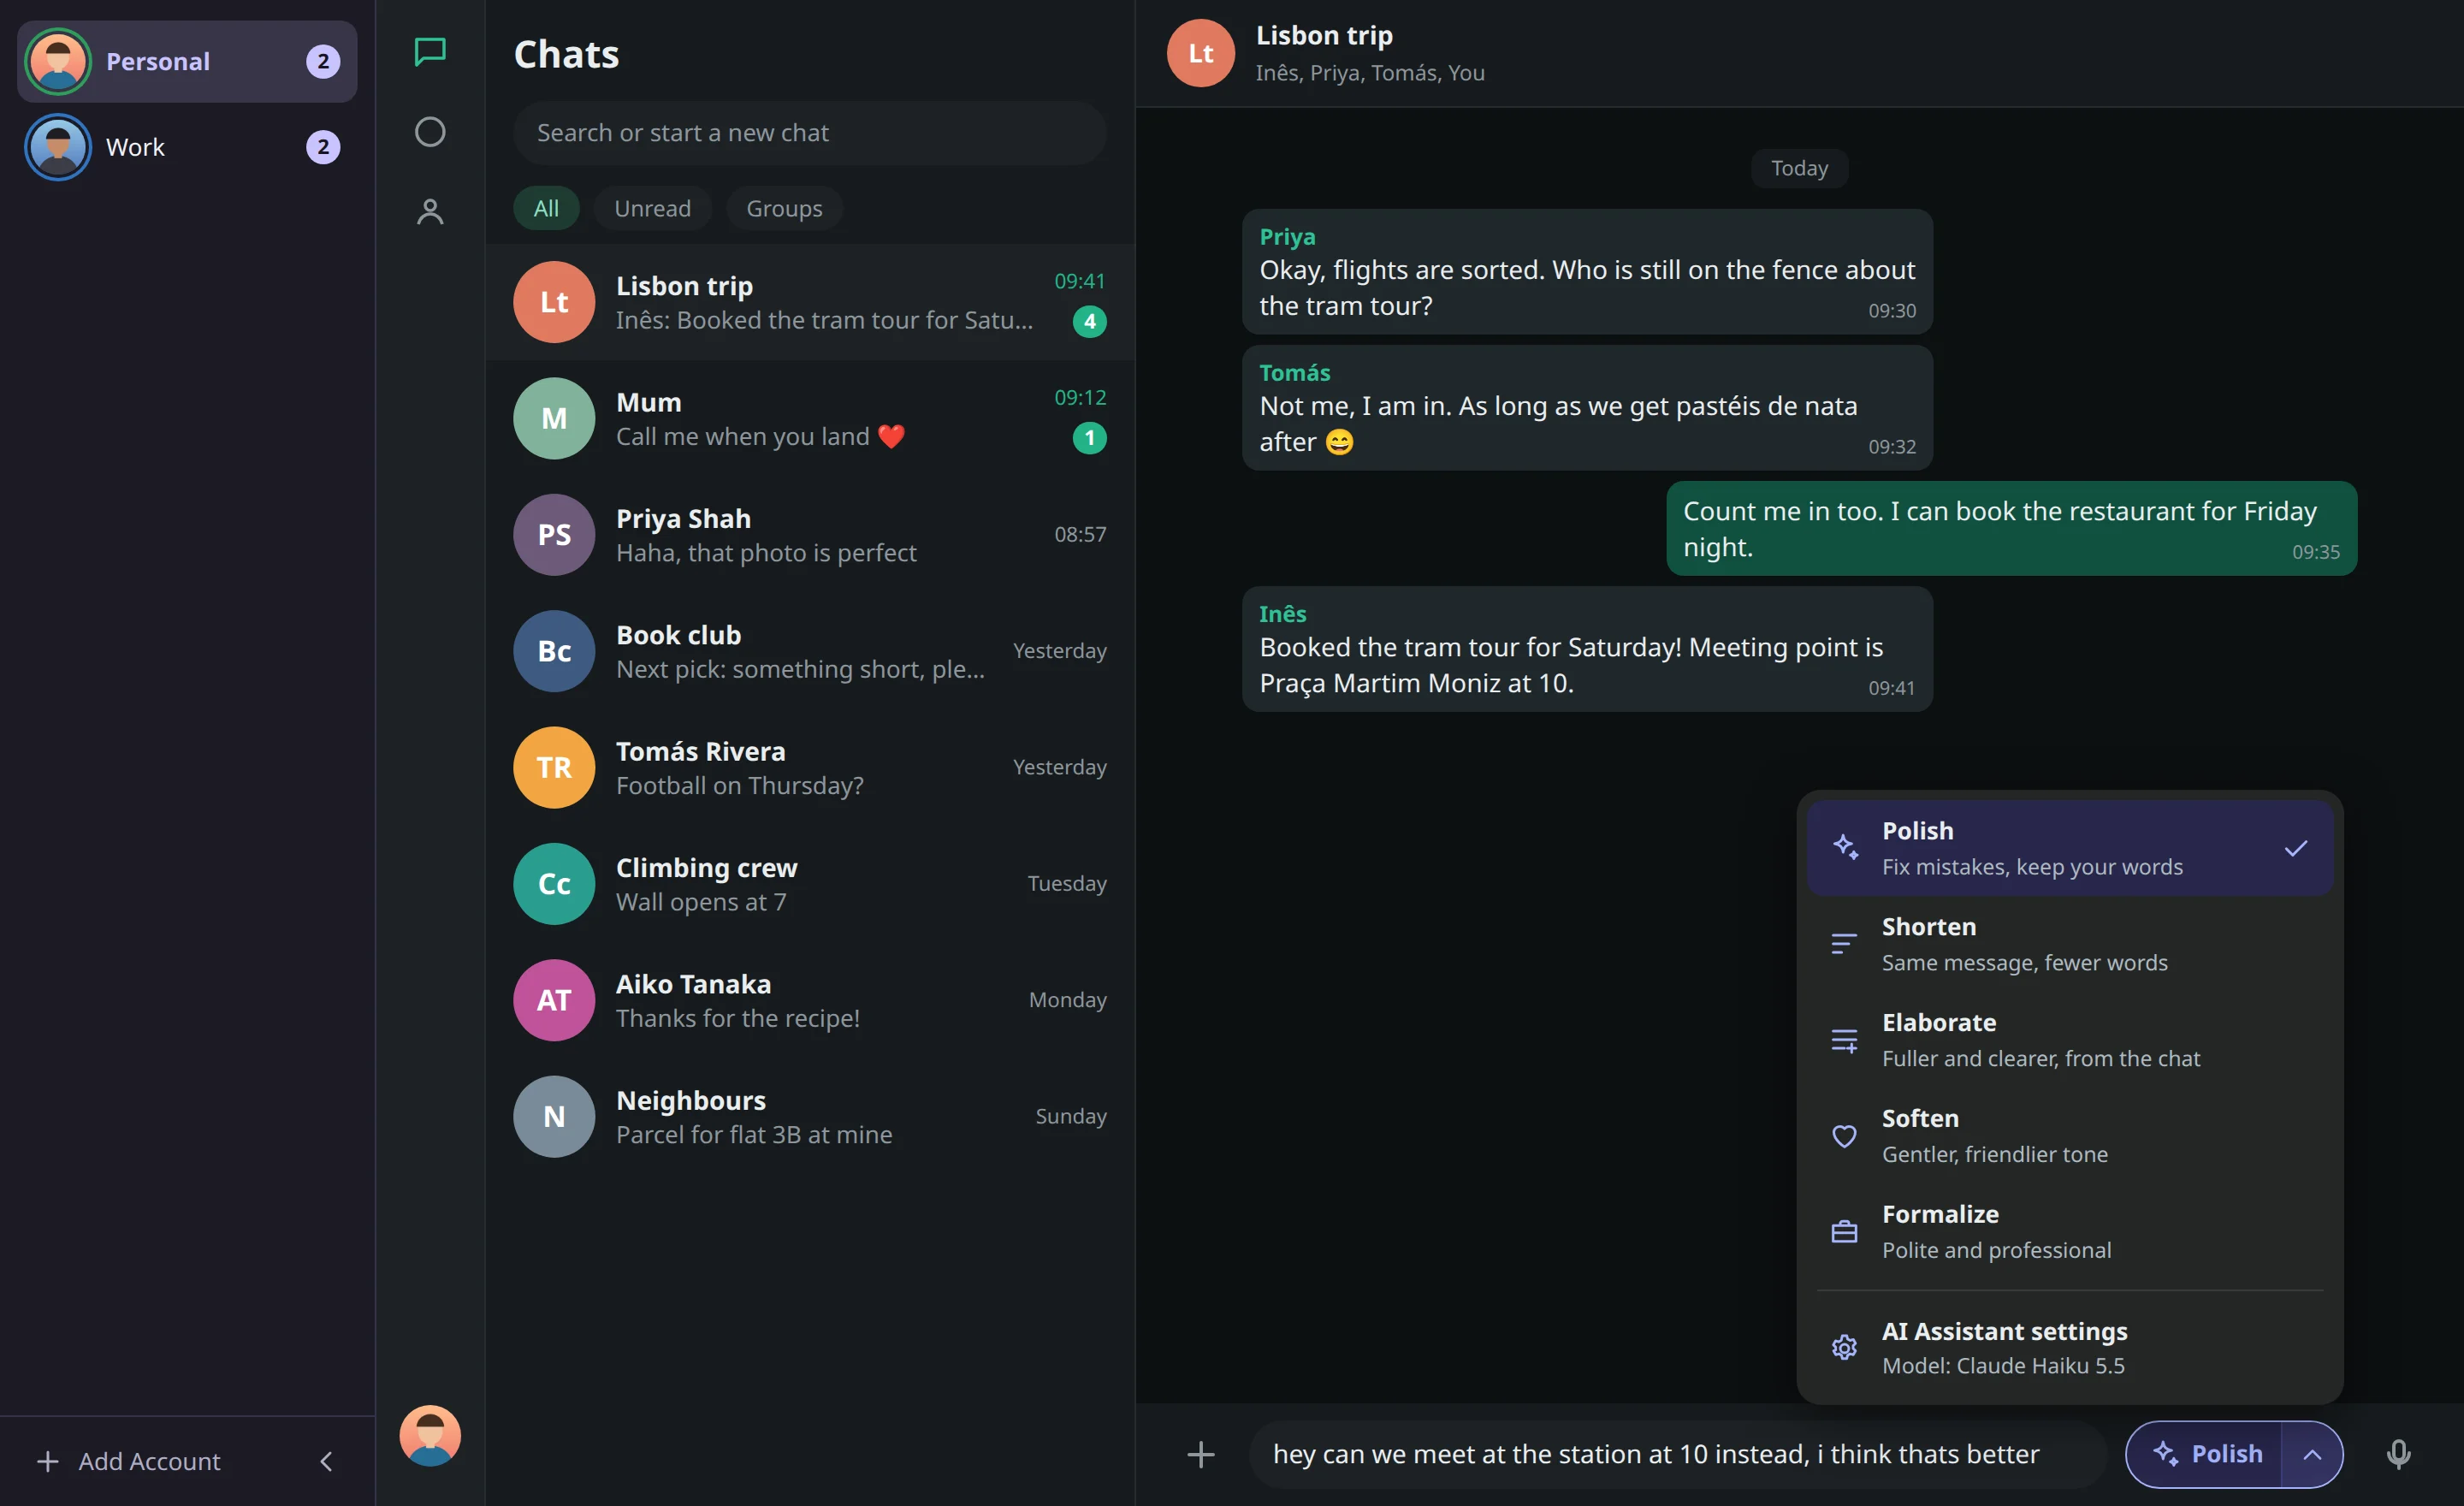 Personal
2
Work
2
Add Account
Chats
Search or start a new chat
All
Unread
Groups
Lt
Lisbon trip
09:41
Inês: Booked the tram tour for Satu...
4
M
Mum
09:12
Call me when you land ❤️
1
PS
Priya Shah
08:57
Haha, that photo is perfect
Bc
Book club
Yesterday
Next pick: something short, ple...
TR
Tomás Rivera
Yesterday
Football on Thursday?
Cc
Climbing crew
Tuesday
Wall opens at 7
AT
Aiko Tanaka
Monday
Thanks for the recipe!
N
Neighbours
Sunday
Parcel for flat 3B at mine
Lt
Lisbon trip
Inês, Priya, Tomás, You
Today
Priya
Okay, flights are sorted. Who is still on the fence about
the tram tour?
09:30
Tomás
Not me, I am in. As long as we get pastéis de nata
after 😄
09:32
Count me in too. I can book the restaurant for Friday
night.
09:35
Inês
Booked the tram tour for Saturday! Meeting point is
Praça Martim Moniz at 10.
09:41
Polish
Fix mistakes, keep your words
Shorten
Same message, fewer words
Elaborate
Fuller and clearer, from the chat
Soften
Gentler, friendlier tone
Formalize
Polite and professional
AI Assistant settings
Model: Claude Haiku 5.5
hey can we meet at the station at 10 instead, i think thats better
Polish